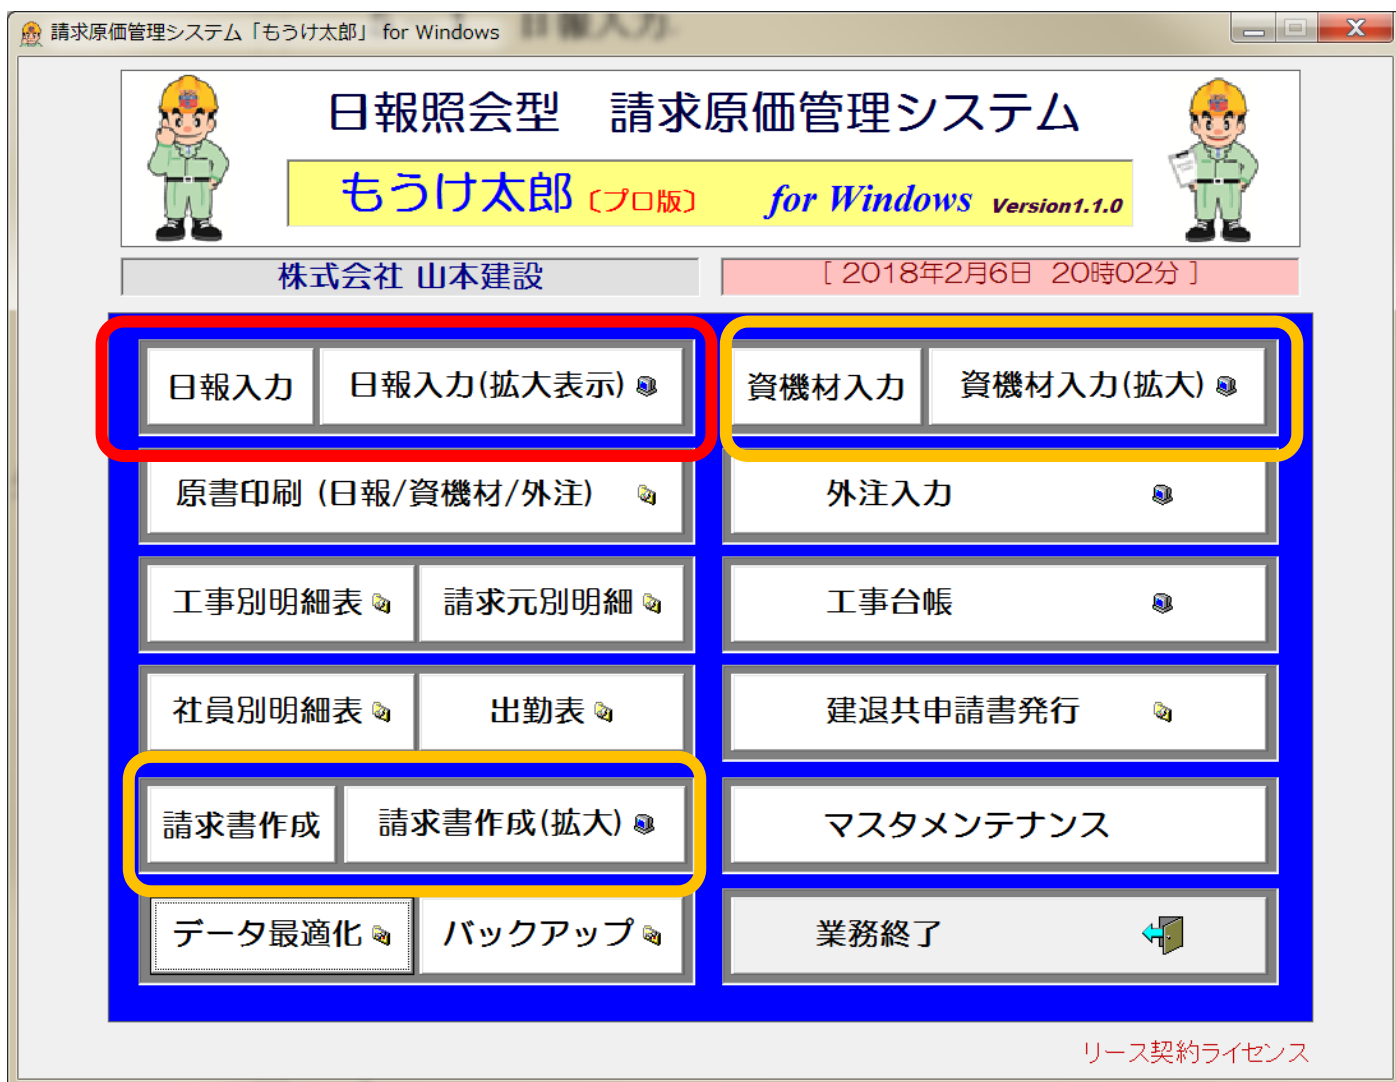 請求原価管理システム「もうけ太郎」 for Windows
日報照会型 請求原価管理システム
もうけ太郎〔プロ版〕 for Windows Version1.1.0
株式会社 山本建設 [ 2018年2月6日 20時02分 ]
日報入力 日報入力(拡大表示) 資機材入力 資機材入力(拡大)
原書印刷 (日報/資機材/外注) 外注入力
工事別明細表 請求元別明細 工事台帳
社員別明細表 出勤表 建退共申請書発行
請求書作成 請求書作成(拡大) マスタメンテナンス
データ最適化 バックアップ 業務終了
リース契約ライセンス